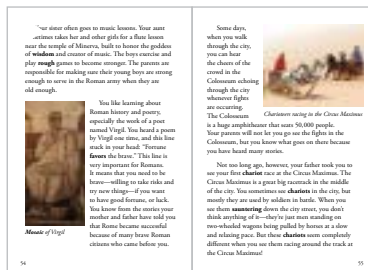 sister often goes to music lessons. Your aunt
takes her and other girls for a flute lesson
near the temple of Minerva, built to honor the goddess
of wisdom and creator of music. The boys exercise and
play rough games to become stronger. The parents are
responsible for making sure their young boys are strong
enough to serve in the Roman army when they are
old enough.
You like learning about
Roman history and poetry,
especially the work of a poet
named Virgil. You heard a poem
by Virgil one time, and this line
stuck in your head: "Fortune
favors the brave." This line is
very important for Romans.
It means that you need to be
brave—willing to take risks and
try new things—if you want
to have good fortune, or luck.
You know from the stories your
mother and father have told you
that Rome became successful
because of many brave Roman
citizens who came before you.
Mosaic of Virgil
54
Some days,
when you walk
through the city,
you can hear
the cheers of the
crowd in the
Colosseum echoing
through the city
whenever fights
are occurring.
The Colosseum
is a huge amphitheater that seats 50,000 people.
Your parents will not let you go see the fights in the
Colosseum, but you know what goes on there because
you have heard many stories.
Charioteers racing in the Circus Maximus
Not too long ago, however, your father took you to
see your first chariot race at the Circus Maximus. The
Circus Maximus is a great big racetrack in the middle
of the city. You sometimes see chariots in the city, but
mostly they are used by soldiers in battle. When you
see them sauntering down the city street, you don't
think anything of it—they're just men standing on
two-wheeled wagons being pulled by horses at a slow
and relaxing pace. But these chariots seem completely
different when you see them racing around the track at
the Circus Maximus!
55